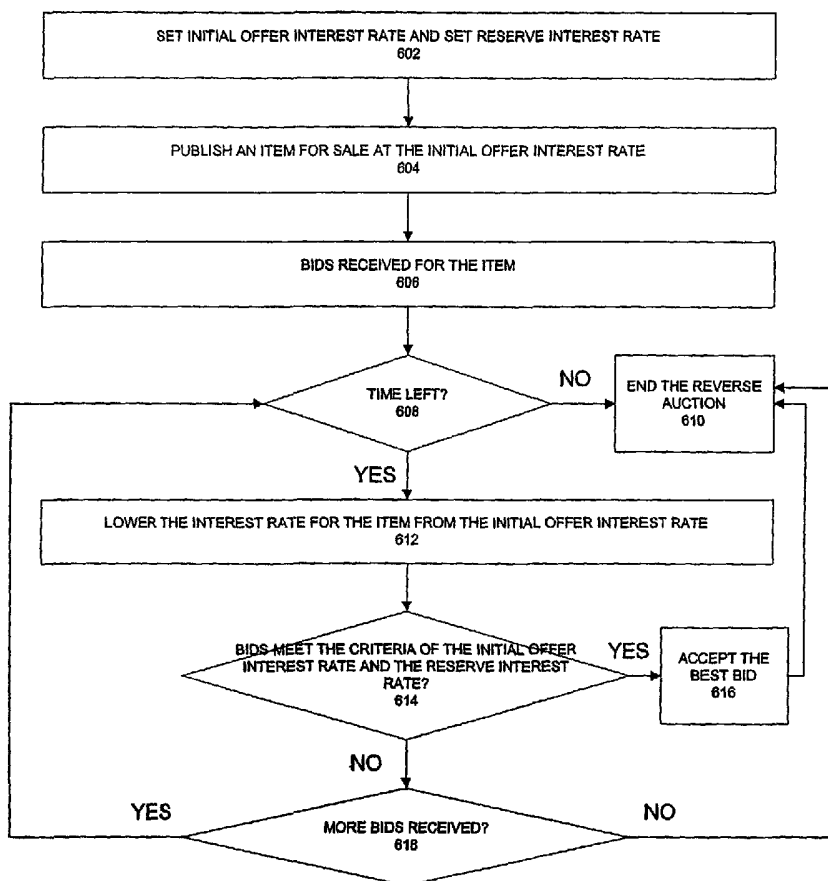 SET INITIAL OFFER INTEREST RATE AND SET RESERVE INTEREST RATE
602
PUBLISH AN ITEM FOR SALE AT THE INITIAL OFFER INTEREST RATE
604
BIDS RECEIVED FOR THE ITEM
606
TIME LEFT?
608
NO
END THE REVERSE
AUCTION
610
YES
LOWER THE INTEREST RATE FOR THE ITEM FROM THE INITIAL OFFER INTEREST RATE
612
BIDS MEET THE CRITERIA OF THE INITIAL OFFER
INTEREST RATE AND THE RESERVE INTEREST
RATE?
614
YES
ACCEPT THE
BEST BID
616
NO
YES
MORE BIDS RECEIVED?
618
NO